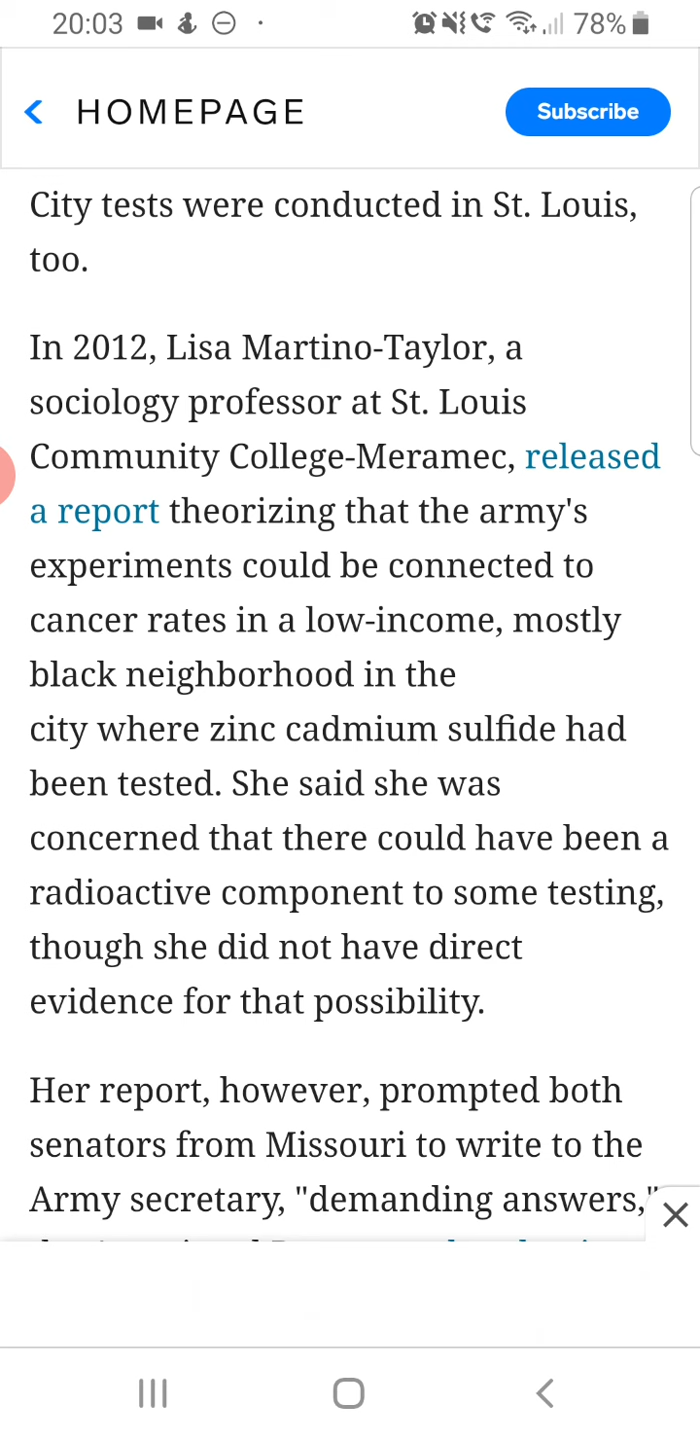 20:03
78%
HOMEPAGE
Subscribe
City tests were conducted in St. Louis,
too.
In 2012, Lisa Martino-Taylor, a
sociology professor at St. Louis
Community College-Meramec, released
a report theorizing that the army's
experiments could be connected to
cancer rates in a low-income, mostly
black neighborhood in the
city where zinc cadmium sulfide had
been tested. She said she was
concerned that there could have been a
radioactive component to some testing,
though she did not have direct
evidence for that possibility.
Her report, however, prompted both
senators from Missouri to write to the
Army secretary, "demanding answers,"